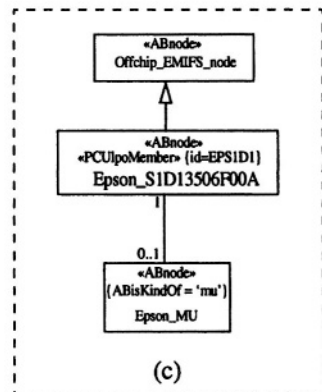 «ABnode»
Offchip_EMIFS_node
«ABnode»
«PCUIpoMember» {id=EPS1D1}
Epson_S1D13506F00A
1
0..1
«ABnode»
{ABisKindOf = 'mu'}
Epson_MU
(c)